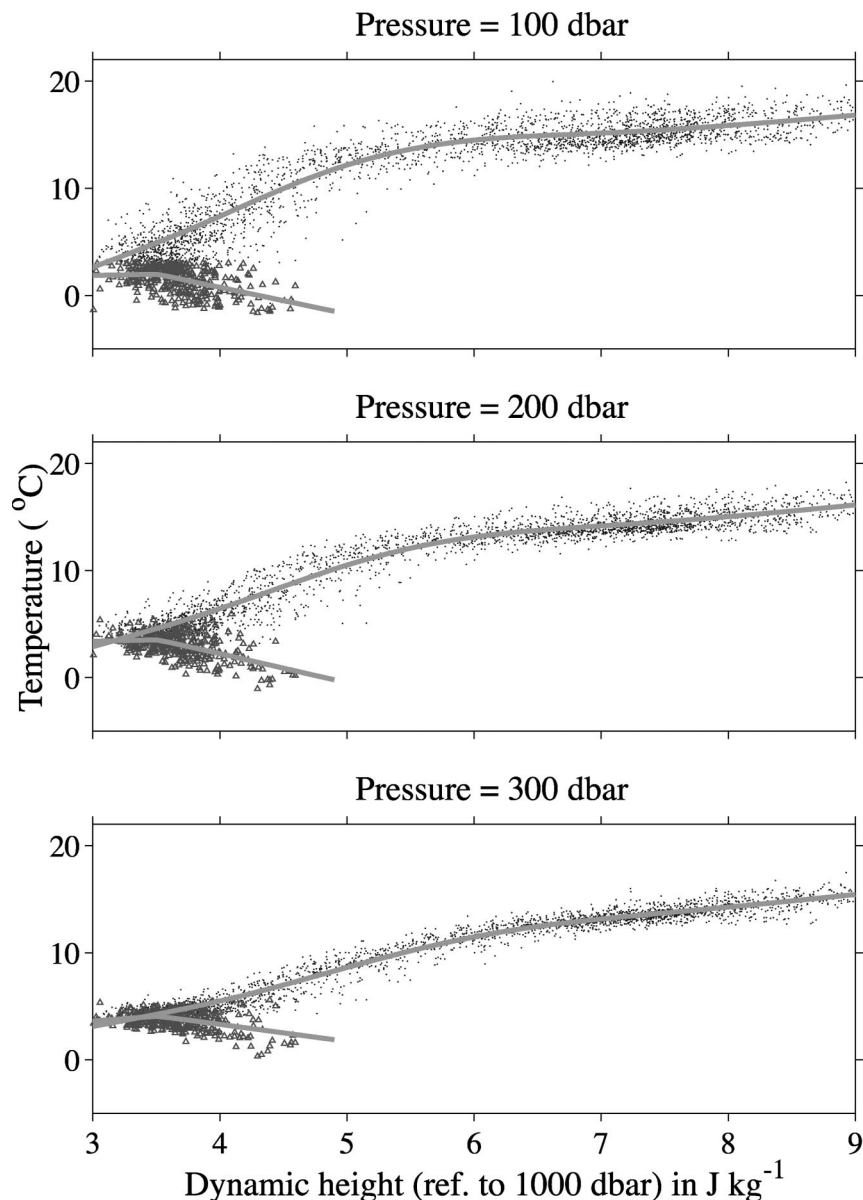 Pressure = 100 dbar
20
10
0
Pressure = 200 dbar
20
10
0
Temperature ( °C)
Pressure = 300 dbar
20
10
0
3 4 5 6 7 8 9
Dynamic height (ref. to 1000 dbar) in J kg⁻¹